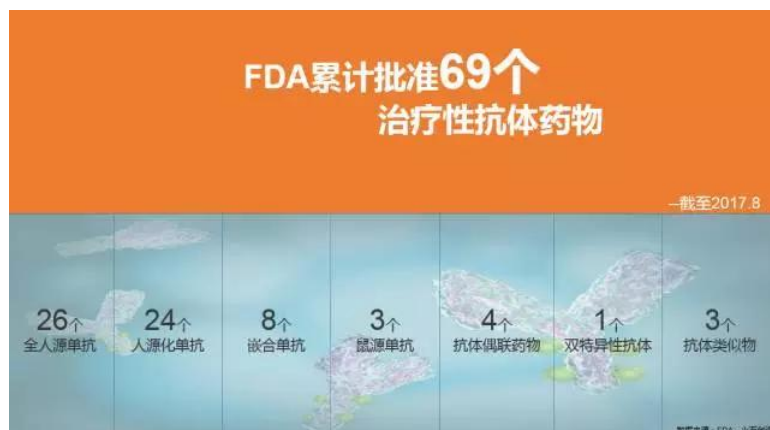 FDA累计批准69个
治疗性抗体药物
--截至2017.8
26个
全人源单抗
24个
人源化单抗
8个
嵌合单抗
3个
鼠源单抗
4个
抗体偶联药物
1个
双特异性抗体
3个
抗体类似物